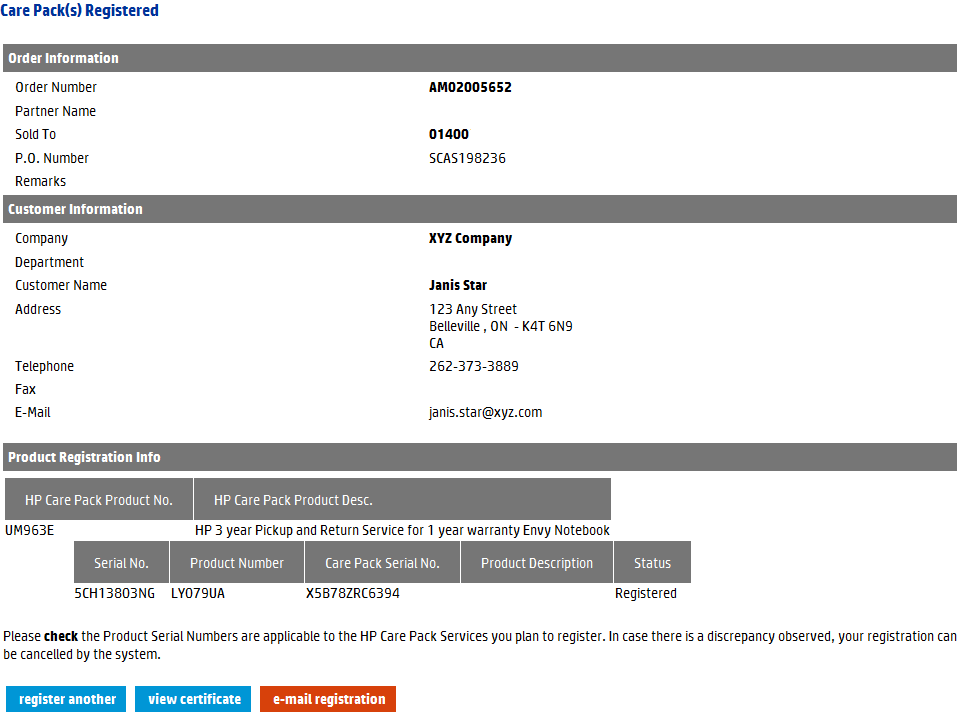 Care Pack(s) Registered
Order Information
Order Number AM02005652
Partner Name
Sold To 01400
P.O. Number SCAS198236
Remarks
Customer Information
Company XYZ Company
Department
Customer Name Janis Star
Address 123 Any Street
Belleville , ON - K4T 6N9
CA
Telephone 262-373-3889
Fax
E-Mail janis.star@xyz.com
Product Registration Info
HP Care Pack Product No. HP Care Pack Product Desc.
UM963E HP 3 year Pickup and Return Service for 1 year warranty Envy Notebook
Serial No. Product Number Care Pack Serial No. Product Description Status
5CH13803NG LY079UA X5B78ZRC6394 Registered
Please check the Product Serial Numbers are applicable to the HP Care Pack Services you plan to register. In case there is a discrepancy observed, your registration can
be cancelled by the system.
register another view certificate e-mail registration